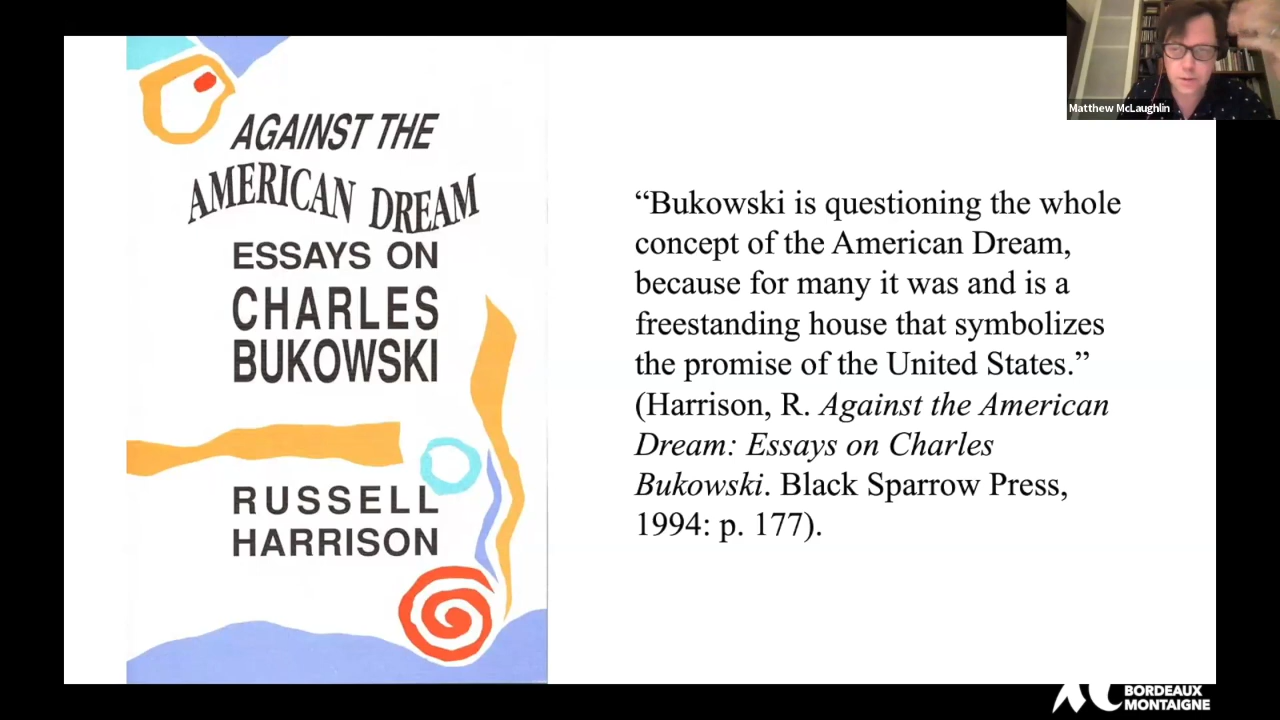 AGAINST THE
AMERICAN DREAM
ESSAYS ON
CHARLES
BUKOWSKI
RUSSELL
HARRISON
“Bukowski is questioning the whole
concept of the American Dream,
because for many it was and is a
freestanding house that symbolizes
the promise of the United States.”
(Harrison, R. Against the American
Dream: Essays on Charles
Bukowski. Black Sparrow Press,
1994: p. 177).
Matthew McLaughlin
BORDEAUX
MONTAIGNE